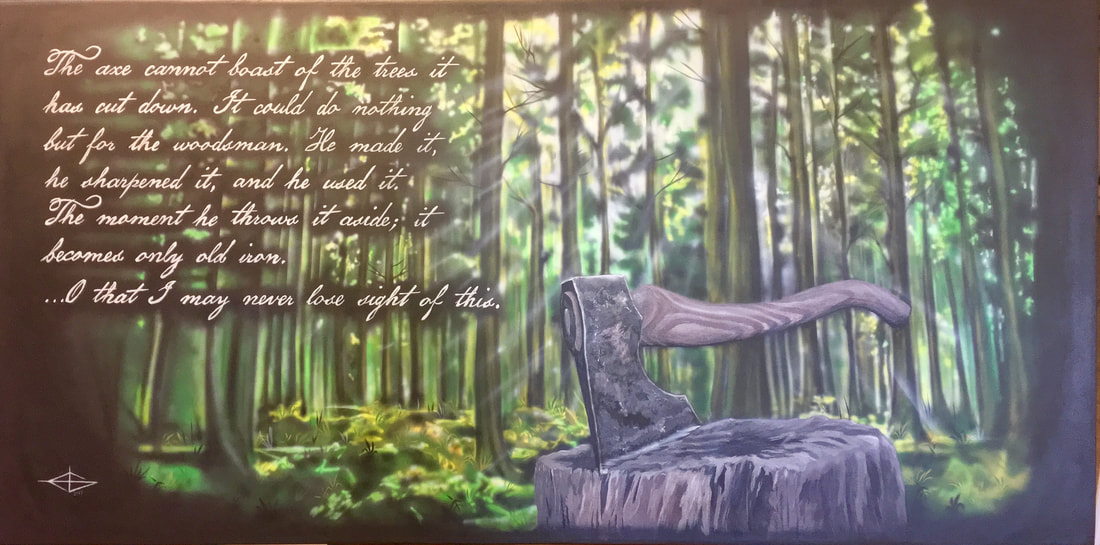 The axe cannot boast of the trees it
has cut down. It could do nothing
but for the woodsman. He made it,
he sharpened it, and he used it.
The moment he throws it aside; it
becomes only old iron.
...O that I may never lose sight of this.